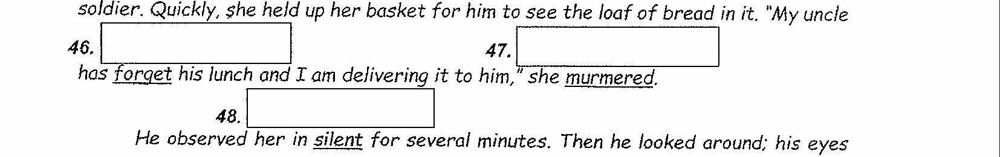 soldier. Quickly, she held up her basket for him to see the loaf of bread in it. "My uncle
46. 47.
has forget his lunch and I am delivering it to him," she murmered.
48.
He observed her in silent for several minutes. Then he looked around; his eyes